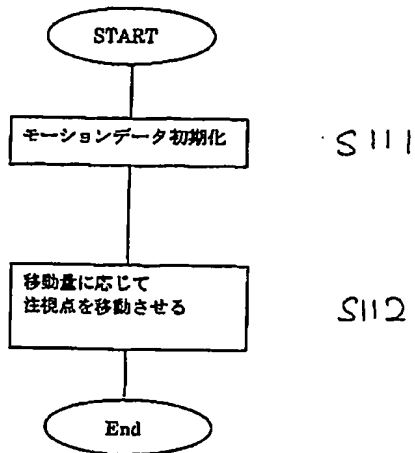 START
モーションデータ初期化
S111
移動量に応じて
注視点を移動させる
S112
End